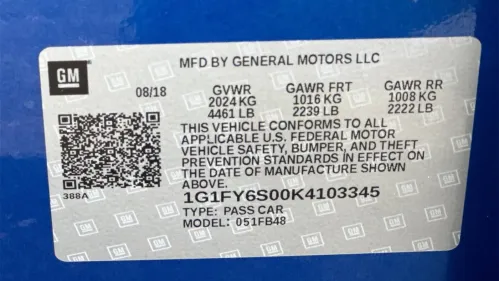 GM
MFD BY GENERAL MOTORS LLC
08/18 GVWR GAWR FRT GAWR RR
2024 KG 1016 KG 1008 KG
4461 LB 2239 LB 2222 LB
THIS VEHICLE CONFORMS TO ALL
APPLICABLE U.S. FEDERAL MOTOR
VEHICLE SAFETY, BUMPER, AND THEFT
PREVENTION STANDARDS IN EFFECT ON
THE DATE OF MANUFACTURE SHOWN
ABOVE.
388A
1G1FY6S00K4103345
TYPE: PASS CAR
MODEL: 051FB48